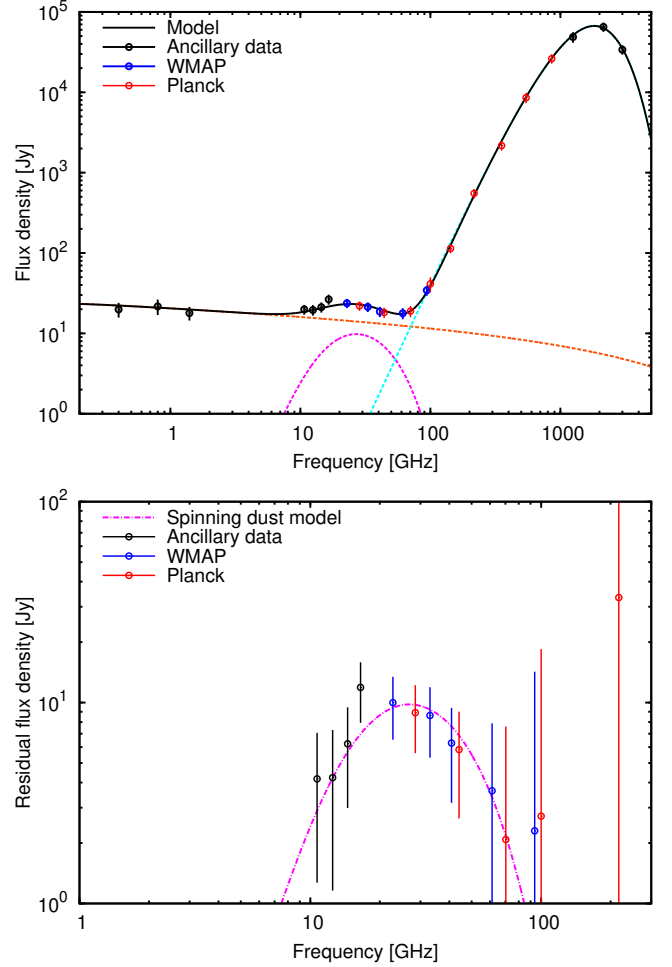 10^5
10^4
10^3
10^2
10^1
10^0
Flux density [Jy]
Model
Ancillary data
WMAP
Planck
1 10 100 1000
Frequency [GHz]
10^2
10^1
10^0
Residual flux density [Jy]
Spinning dust model
Ancillary data
WMAP
Planck
1 10 100
Frequency [GHz]